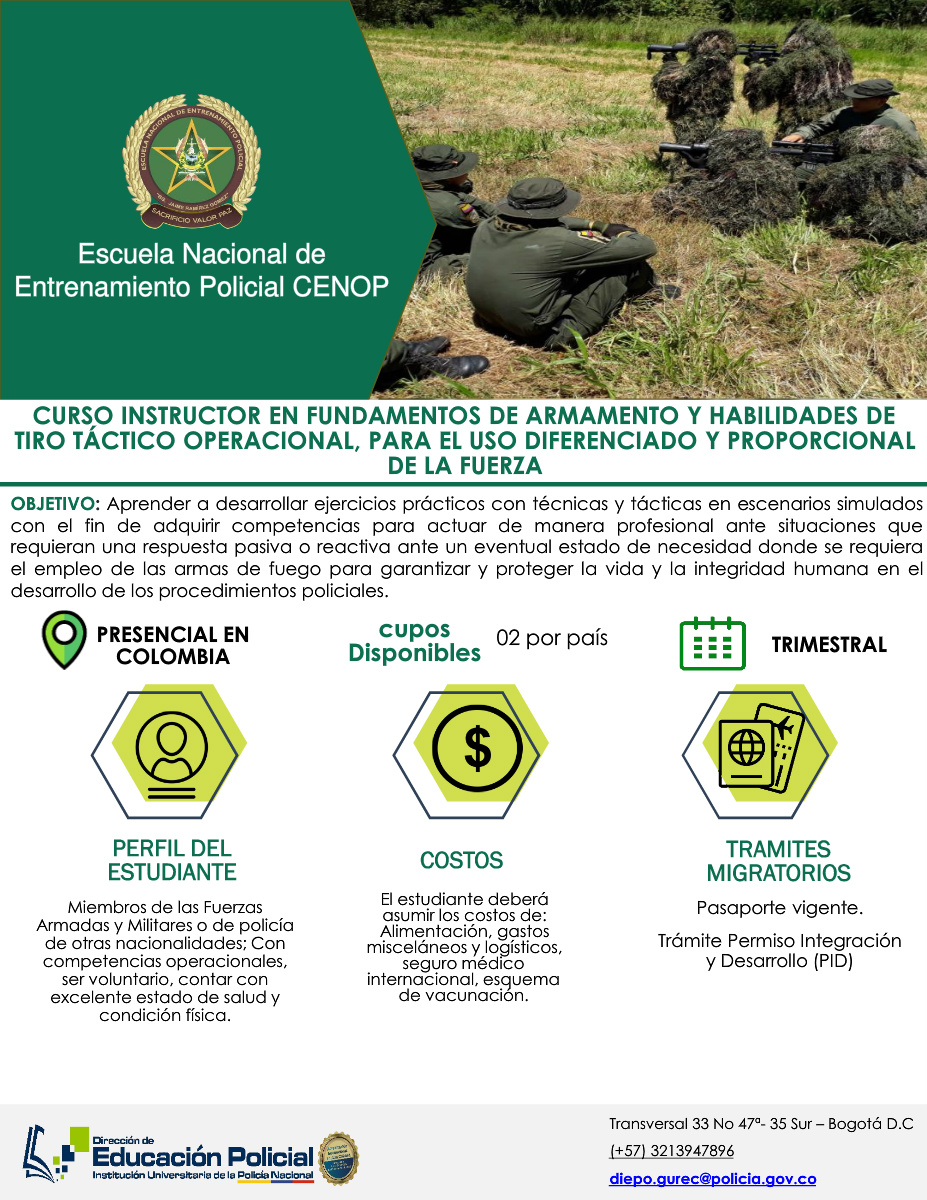 ESCUELA NACIONAL DE ENTRENAMIENTO POLICIAL
SACRIFICIO VALOR PAZ
Escuela Nacional de
Entrenamiento Policial CENOP
CURSO INSTRUCTOR EN FUNDAMENTOS DE ARMAMENTO Y HABILIDADES DE
TIRO TÁCTICO OPERACIONAL, PARA EL USO DIFERENCIADO Y PROPORCIONAL
DE LA FUERZA
OBJETIVO: Aprender a desarrollar ejercicios prácticos con técnicas y tácticas en escenarios simulados
con el fin de adquirir competencias para actuar de manera profesional ante situaciones que
requieran una respuesta pasiva o reactiva ante un eventual estado de necesidad donde se requiera
el empleo de las armas de fuego para garantizar y proteger la vida y la integridad humana en el
desarrollo de los procedimientos policiales.
PRESENCIAL EN
COLOMBIA
cupos
Disponibles
02 por país
TRIMESTRAL
$
PERFIL DEL
ESTUDIANTE
Miembros de las Fuerzas
Armadas y Militares o de policía
de otras nacionalidades; Con
competencias operacionales,
ser voluntario, contar con
excelente estado de salud y
condición física.
COSTOS
El estudiante deberá
asumir los costos de:
Alimentación, gastos
misceláneos y logísticos,
seguro médico
internacional, esquema
de vacunación.
TRAMITES
MIGRATORIOS
Pasaporte vigente.
Trámite Permiso Integración
y Desarrollo (PID)
Dirección de
Educación Policial
Institución Universitaria de la Policía Nacional
Transversal 33 No 47ª- 35 Sur – Bogotá D.C
(+57) 3213947896
diepo.gurec@policia.gov.co